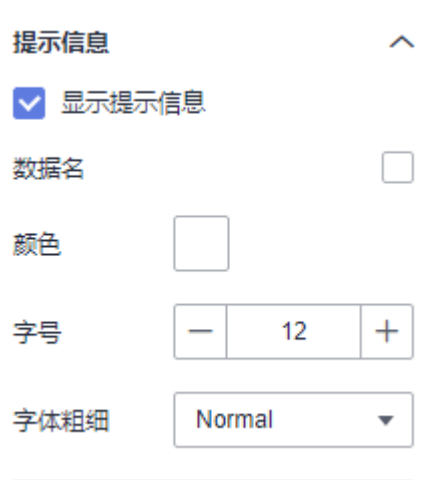 提示信息
显示提示信息
数据名
颜色
字号 12
字体粗细 Normal